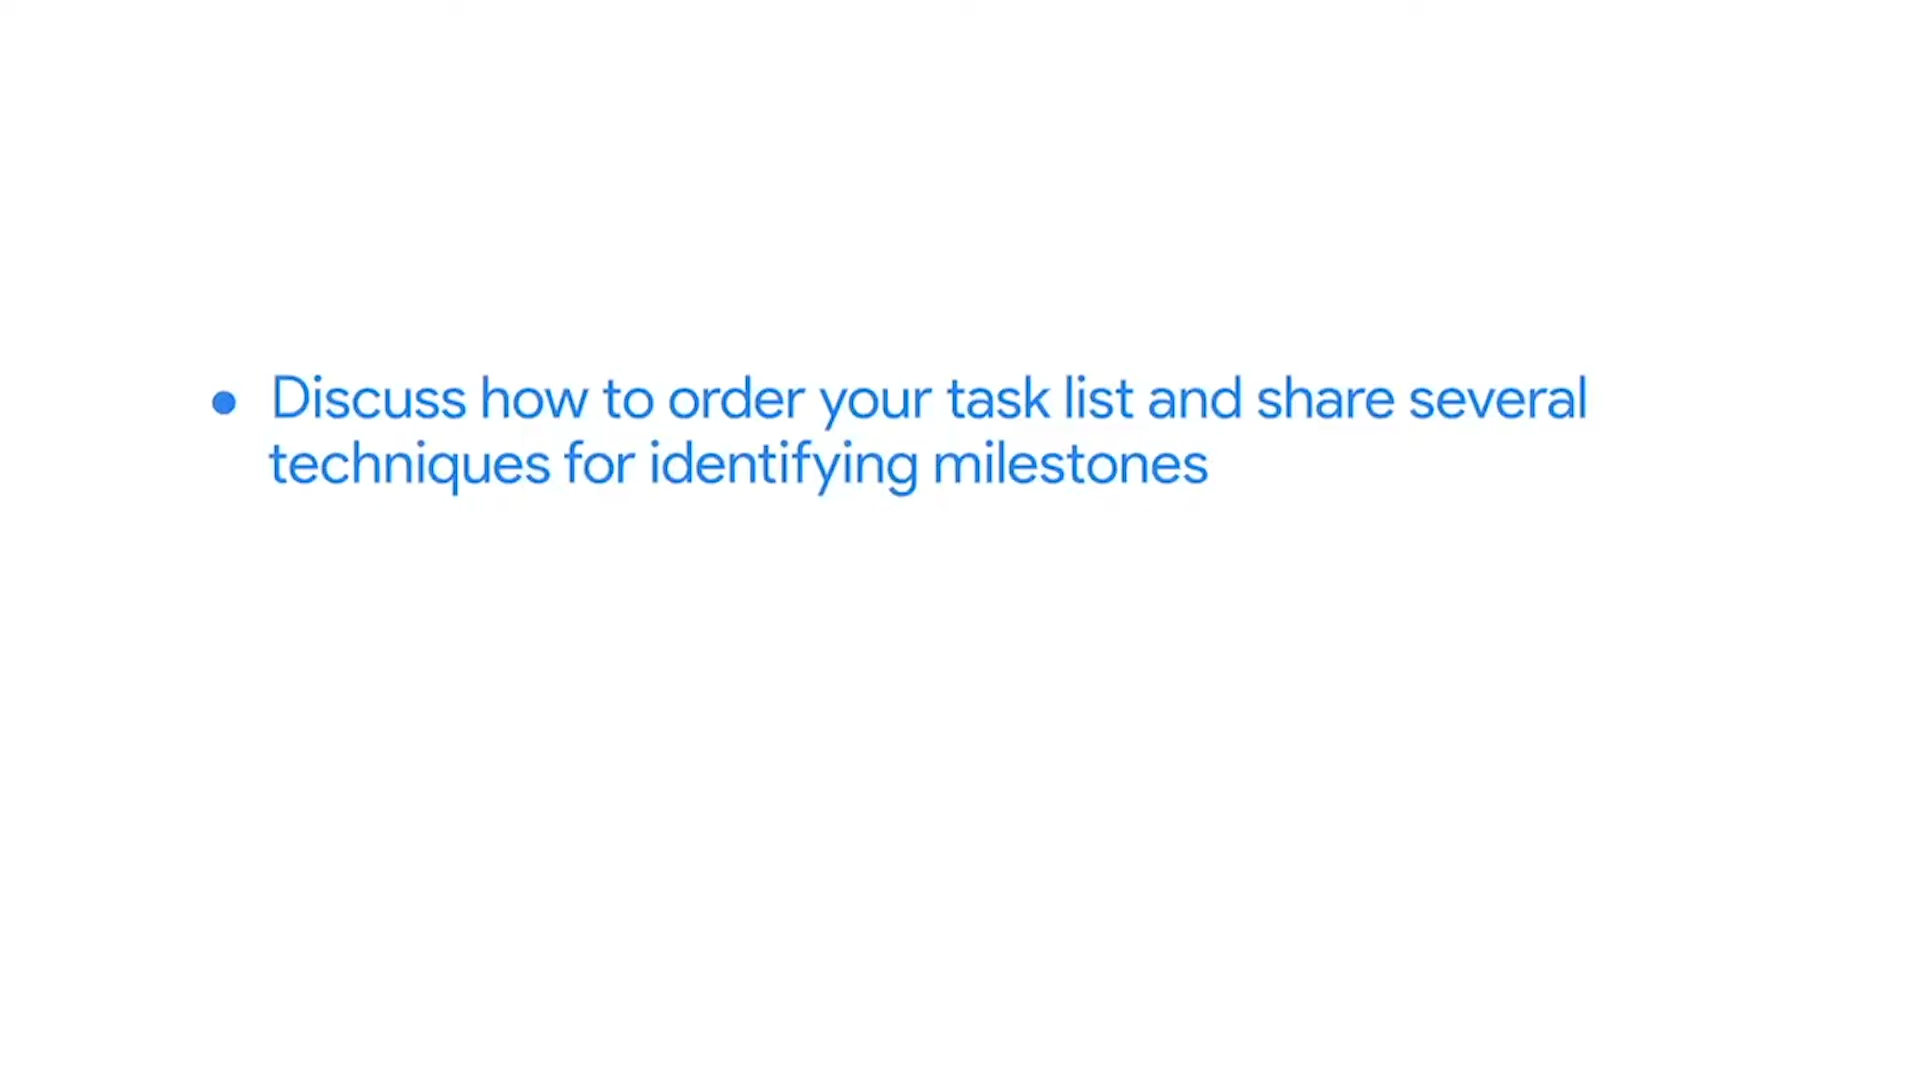 ● Discuss how to order your task list and share several
techniques for identifying milestones